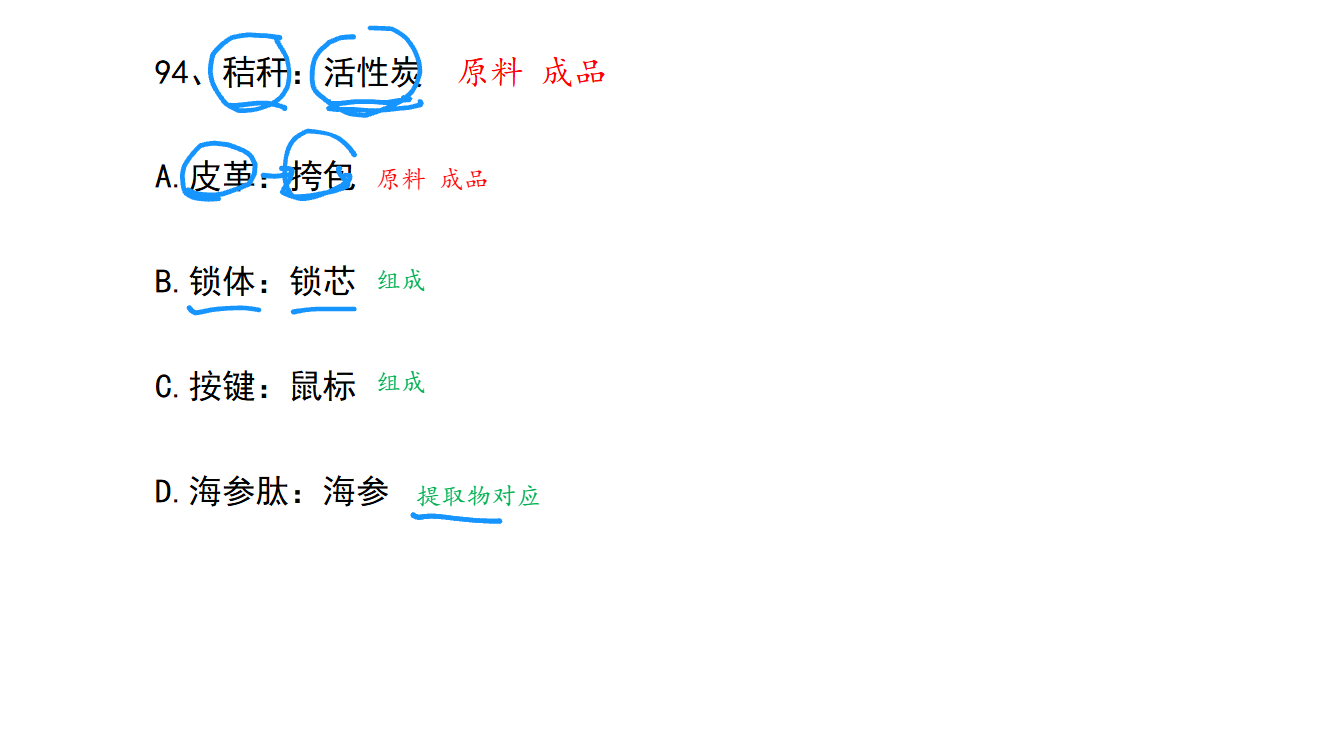 94、秸秆：活性炭 原料 成品
A.皮革：挎包 原料 成品
B.锁体：锁芯 组成
C.按键：鼠标 组成
D.海参肽：海参 提取物对应